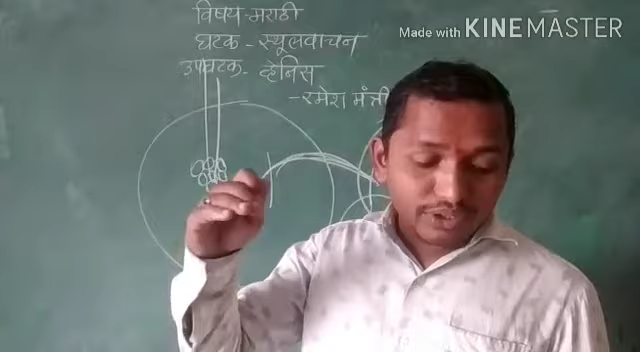 विषय-मराठी
घटक - स्थूलवाचन
उपघटक- व्हेनिस
- रमेश मंत्री
Made with KINEMASTER